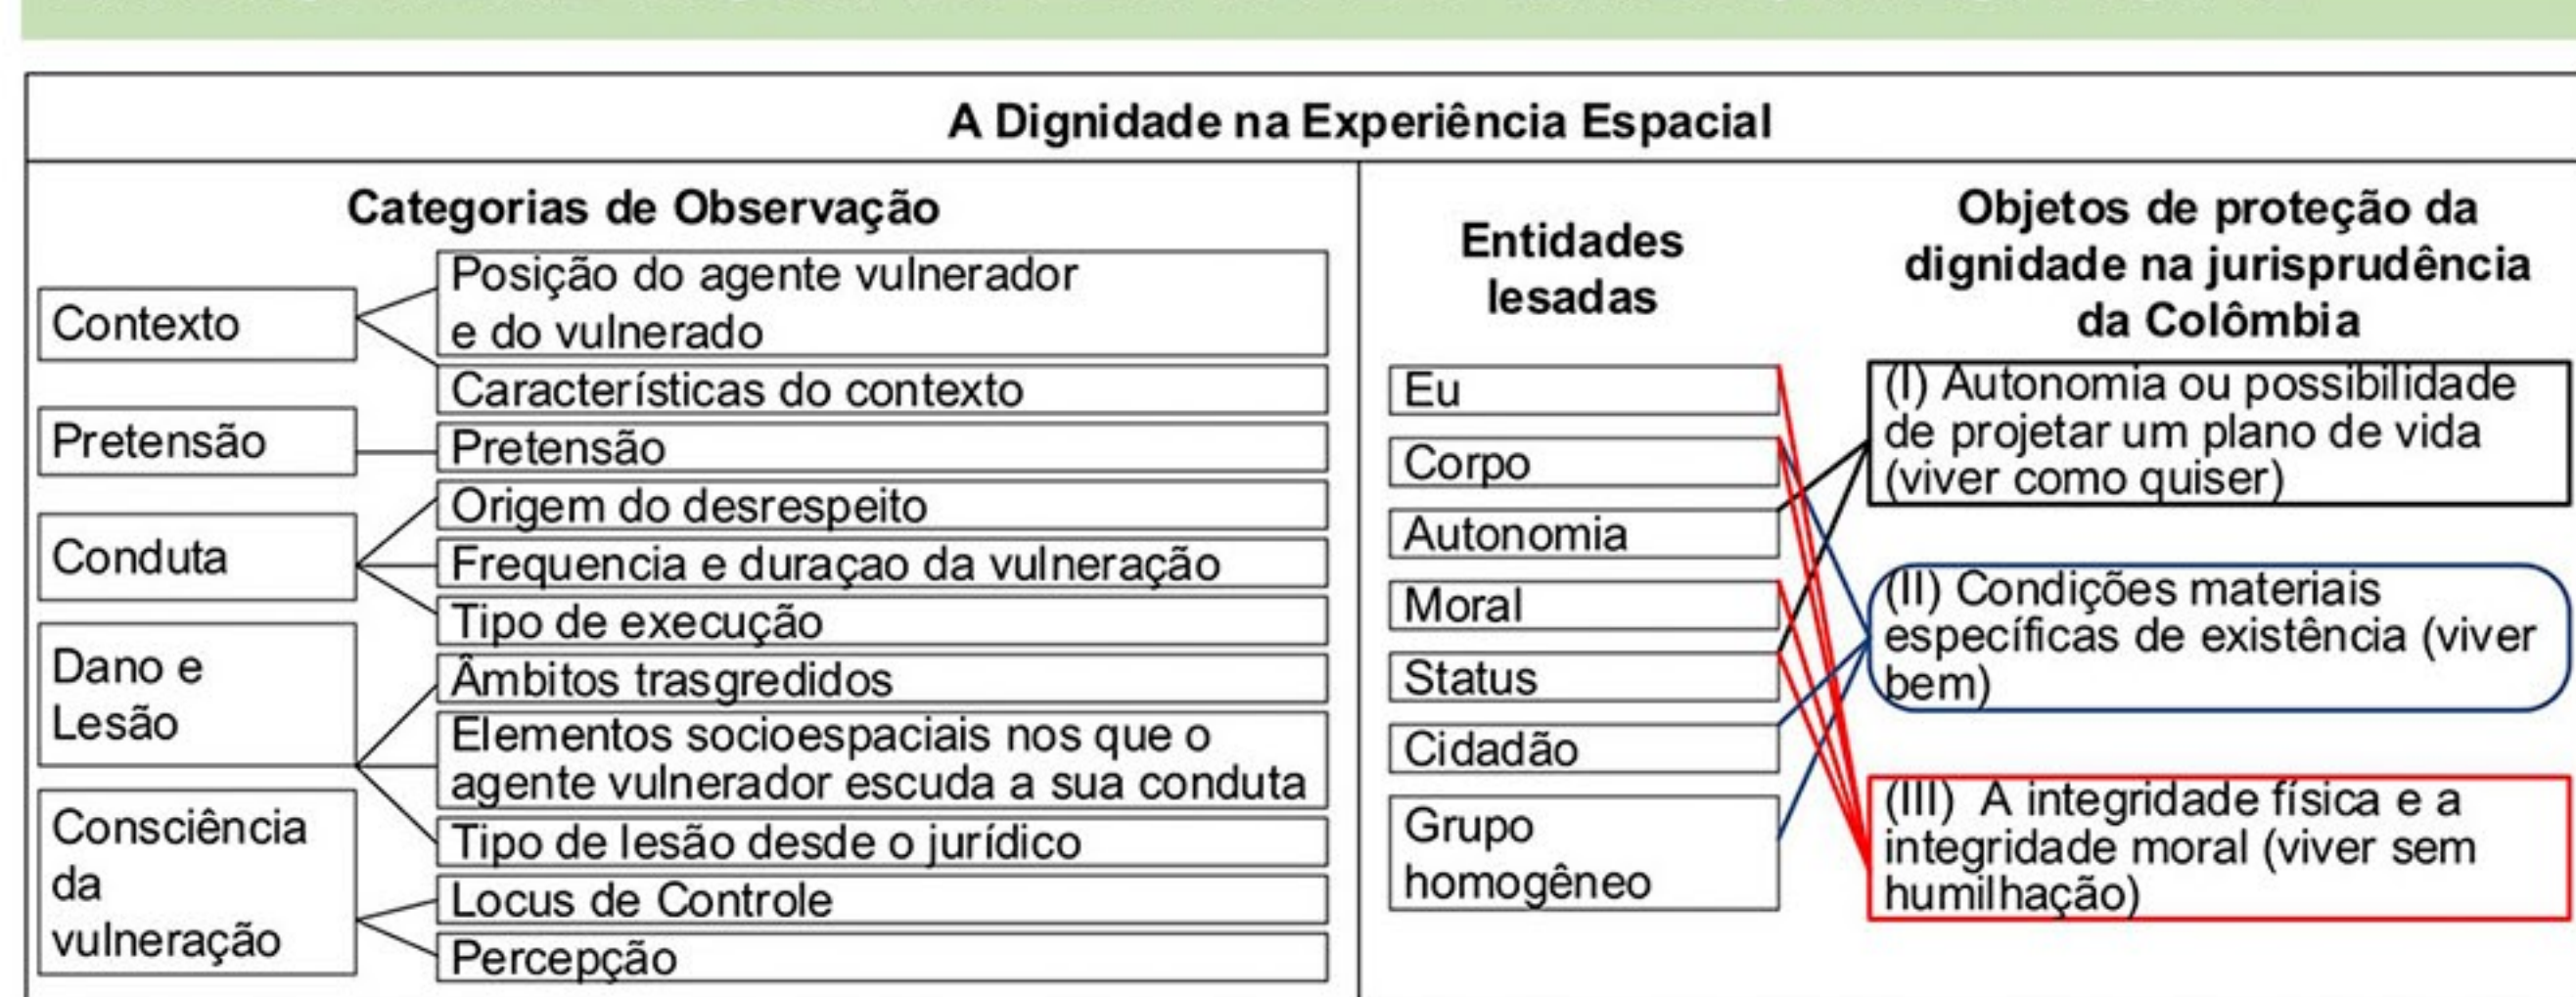 A Dignidade na Experiência Espacial
Categorias de Observação
Contexto
Posição do agente vulnerador
e do vulnerado
Características do contexto
Pretensão
Pretensão
Conduta
Origem do desrespeito
Frequencia e duraçao da vulneração
Tipo de execução
Dano e
Lesão
Âmbitos trasgredidos
Elementos socioespaciais nos que o
agente vulnerador escuda a sua conduta
Tipo de lesão desde o jurídico
Consciência
da
vulneração
Locus de Controle
Percepção
Entidades
lesadas
Eu
Corpo
Autonomia
Moral
Status
Cidadão
Grupo
homogêneo
Objetos de proteção da
dignidade na jurisprudência
da Colômbia
(I) Autonomia ou possibilidade
de projetar um plano de vida
(viver como quiser)
(II) Condições materiais
específicas de existência (viver
bem)
(III) A integridade física e a
integridade moral (viver sem
humilhação)